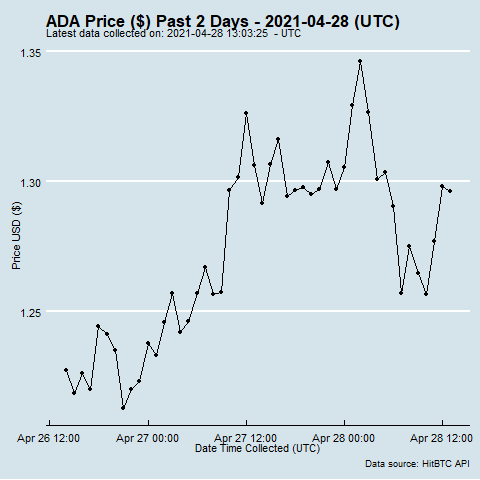 ADA Price ($) Past 2 Days - 2021-04-28 (UTC)
Latest data collected on: 2021-04-28 13:03:25 - UTC
1.35
1.30
1.25
Price USD ($)
Apr 26 12:00 Apr 27 00:00 Apr 27 12:00 Apr 28 00:00 Apr 28 12:00
Date Time Collected (UTC)
Data source: HitBTC API